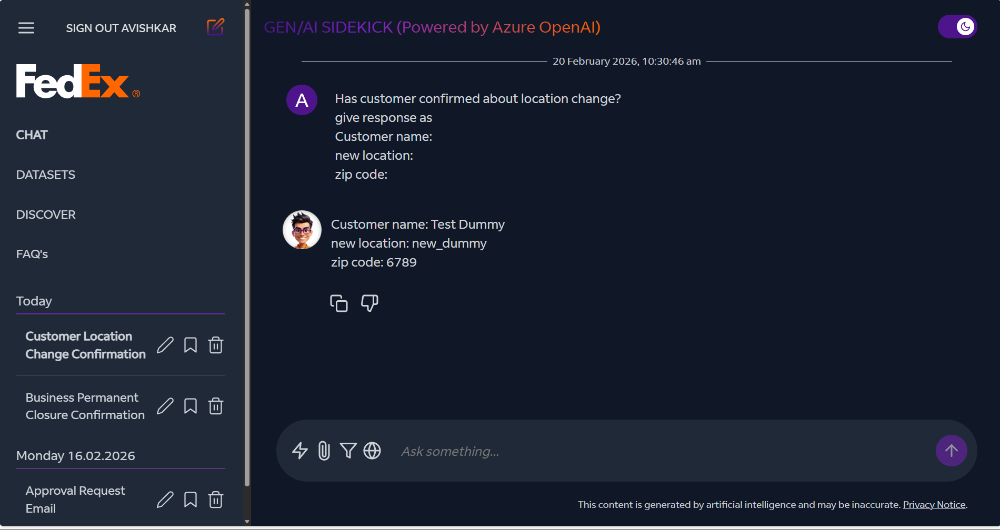 SIGN OUT AVISHKAR
FedEx®
CHAT
DATASETS
DISCOVER
FAQ's
Today
Customer Location
Change Confirmation
Business Permanent
Closure Confirmation
Monday 16.02.2026
Approval Request
Email
GEN/AI SIDEKICK (Powered by Azure OpenAI)
20 February 2026, 10:30:46 am
A
Has customer confirmed about location change?
give response as
Customer name:
new location:
zip code:
Customer name: Test Dummy
new location: new_dummy
zip code: 6789
Ask something...
This content is generated by artificial intelligence and may be inaccurate. Privacy Notice.